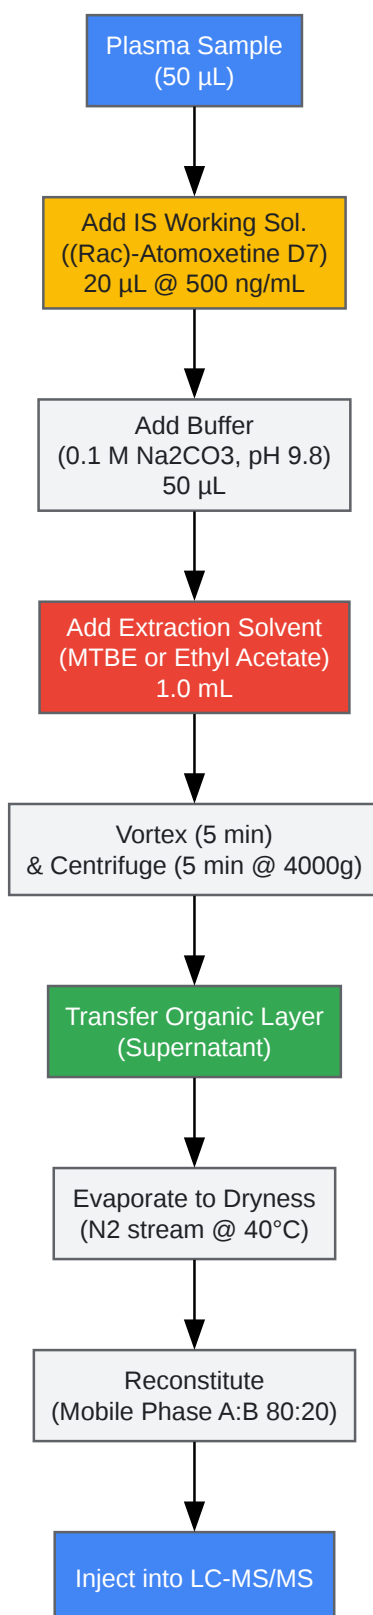 Plasma Sample
(50 µL)
Add IS Working Sol.
((Rac)-Atomoxetine D7)
20 µL @ 500 ng/mL
Add Buffer
(0.1 M Na2CO3, pH 9.8)
50 µL
Add Extraction Solvent
(MTBE or Ethyl Acetate)
1.0 mL
Vortex (5 min)
& Centrifuge (5 min @ 4000g)
Transfer Organic Layer
(Supernatant)
Evaporate to Dryness
(N2 stream @ 40°C)
Reconstitute
(Mobile Phase A:B 80:20)
Inject into LC-MS/MS